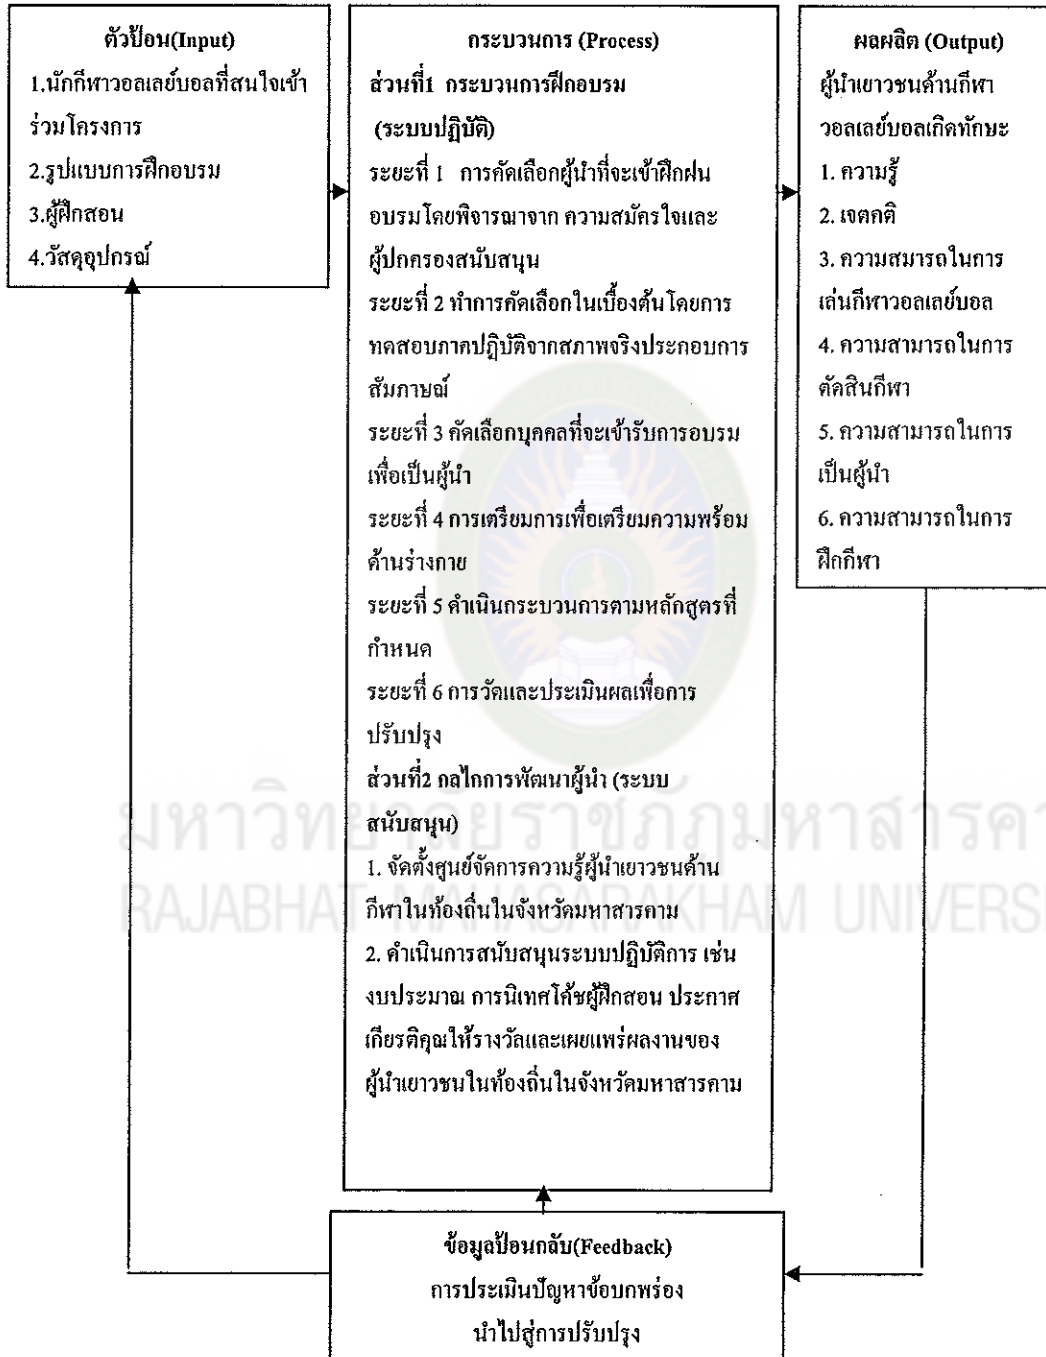 ตัวป้อน(Input)
1.นักกีฬาวอลเลย์บอลที่สนใจเข้า
ร่วมโครงการ
2.รูปแบบการฝึกอบรม
3.ผู้ฝึกสอน
4.วัสดุอุปกรณ์
กระบวนการ (Process)
ส่วนที่1 กระบวนการฝึกอบรม
(ระบบปฏิบัติ)
ระยะที่ 1 การคัดเลือกผู้นำที่จะเข้าฝึกฝน
อบรมโดยพิจารณาจาก ความสมัครใจและ
ผู้ปกครองสนับสนุน
ระยะที่ 2 ทำการคัดเลือกในเบื้องต้นโดยการ
ทดสอบภาคปฏิบัติจากสภาพจริงประกอบการ
สัมภาษณ์
ระยะที่ 3 คัดเลือกบุคคลที่จะเข้ารับการอบรม
เพื่อเป็นผู้นำ
ระยะที่ 4 การเตรียมการเพื่อเตรียมความพร้อม
ด้านร่างกาย
ระยะที่ 5 ดำเนินกระบวนการตามหลักสูตรที่
กำหนด
ระยะที่ 6 การวัดและประเมินผลเพื่อการ
ปรับปรุง
ส่วนที่2 กลไกการพัฒนาผู้นำ (ระบบ
สนับสนุน)
1. จัดตั้งศูนย์จัดการความรู้ผู้นำเยาวชนด้าน
กีฬาในท้องถิ่นในจังหวัดมหาสารคาม
2. ดำเนินการสนับสนุนระบบปฏิบัติการ เช่น
งบประมาณ การนิเทศโค้ชผู้ฝึกสอน ประกาศ
เกียรติคุณให้รางวัลและเผยแพร่ผลงานของ
ผู้นำเยาวชนในท้องถิ่นในจังหวัดมหาสารคาม
ผลผลิต (Output)
ผู้นำเยาวชนด้านกีฬา
วอลเลย์บอลเกิดทักษะ
1. ความรู้
2. เจตคติ
3. ความสมารถในการ
เล่นกีฬาวอลเลย์บอล
4. ความสามารถในการ
ตัดสินกีฬา
5. ความสามารถในการ
เป็นผู้นำ
6. ความสามารถในการ
ฝึกกีฬา
ข้อมูลป้อนกลับ(Feedback)
การประเมินปัญหาข้อบกพร่อง
นำไปสู่การปรับปรุง
มหาวิทยาลัยราชภัฏมหาสารคา
RAJABHAT MAHASARAKHAM UNIVERSI